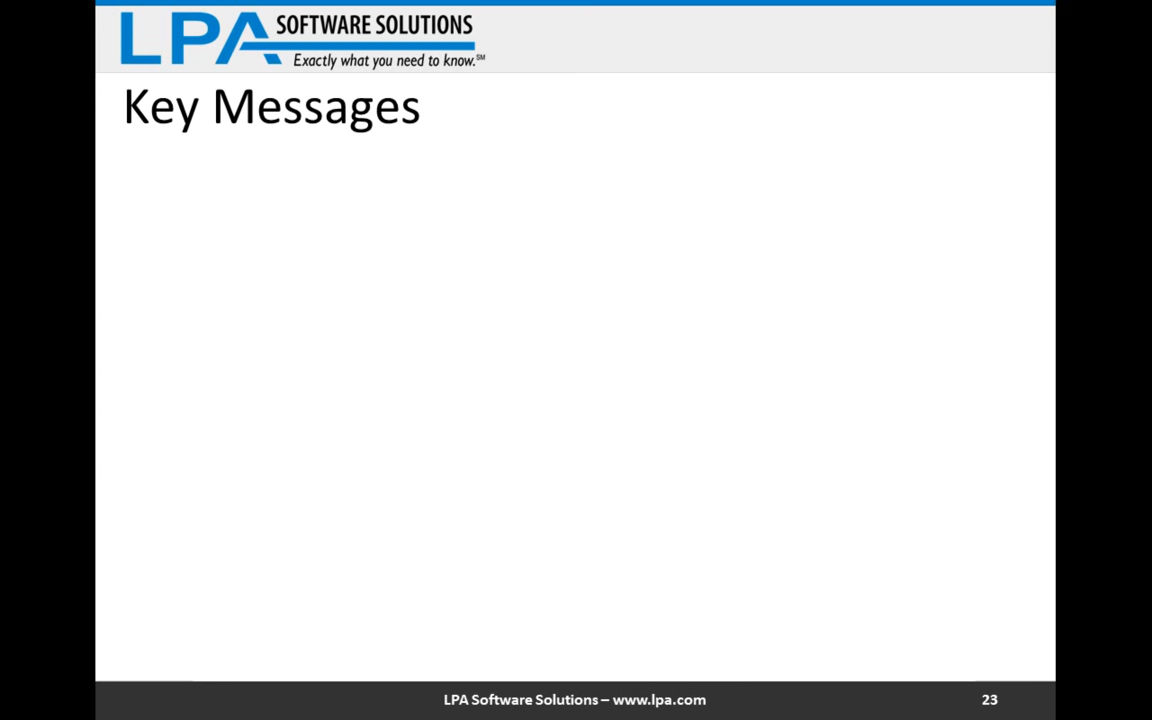 LPA SOFTWARE SOLUTIONS
Exactly what you need to know.℠
Key Messages
LPA Software Solutions – www.lpa.com
23